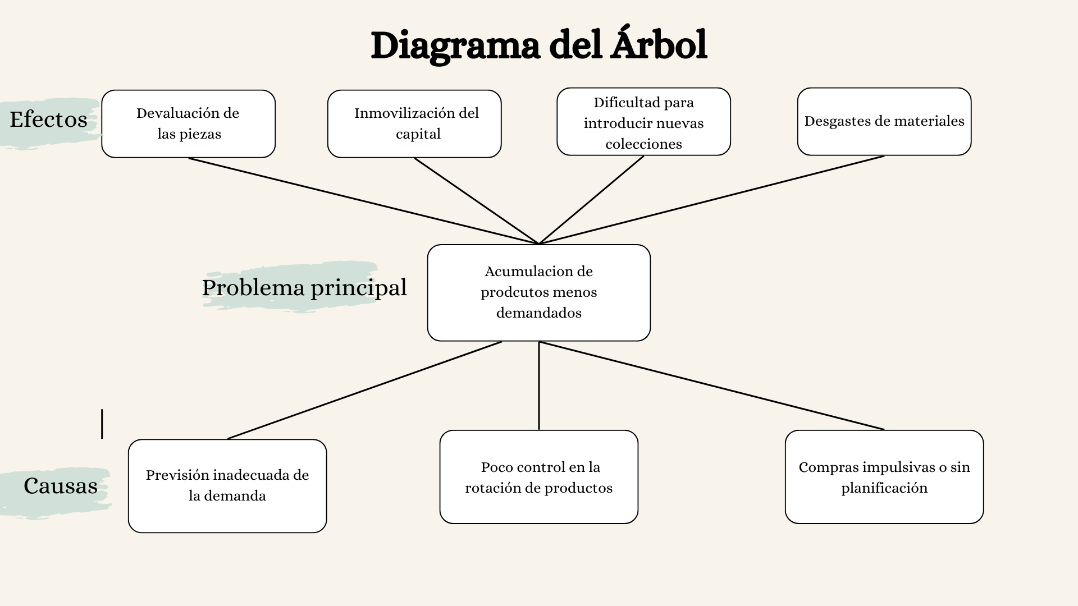 Diagrama del Árbol
Efectos
Devaluación de
las piezas
Inmovilización del
capital
Dificultad para
introducir nuevas
colecciones
Desgastes de materiales
Problema principal
Acumulacion de
prodcutos menos
demandados
Causas
Previsión inadecuada de
la demanda
Poco control en la
rotación de productos
Compras impulsivas o sin
planificación